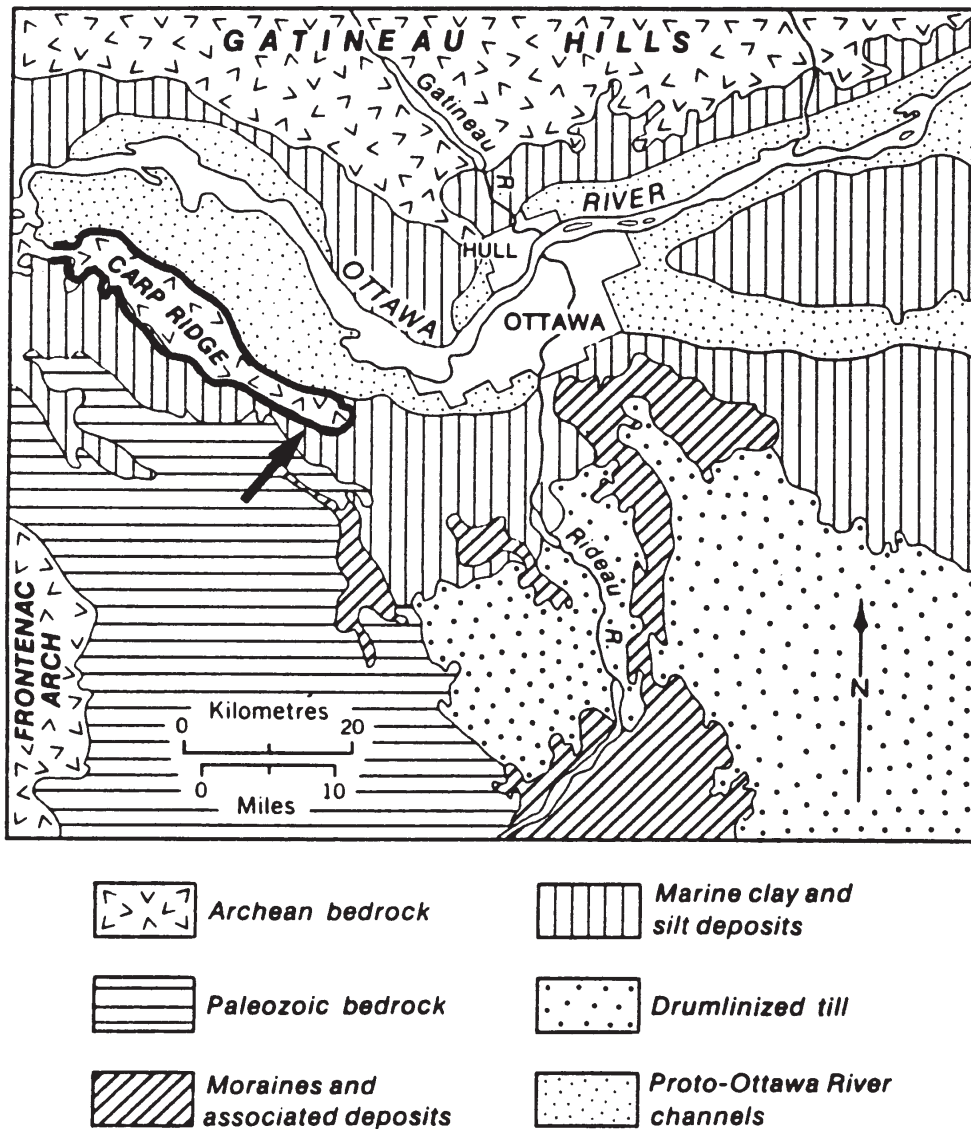 GATINEAU HILLS
Gatineau R
RIVER
HULL
OTTAWA
OTTAWA
CARP RIDGE
Rideau R
FRONTENAC
ARCH
N
Kilometres
0 20
0 10
Miles
Archean bedrock
Marine clay and
silt deposits
Paleozoic bedrock
Drumlinized till
Moraines and
associated deposits
Proto-Ottawa River
channels